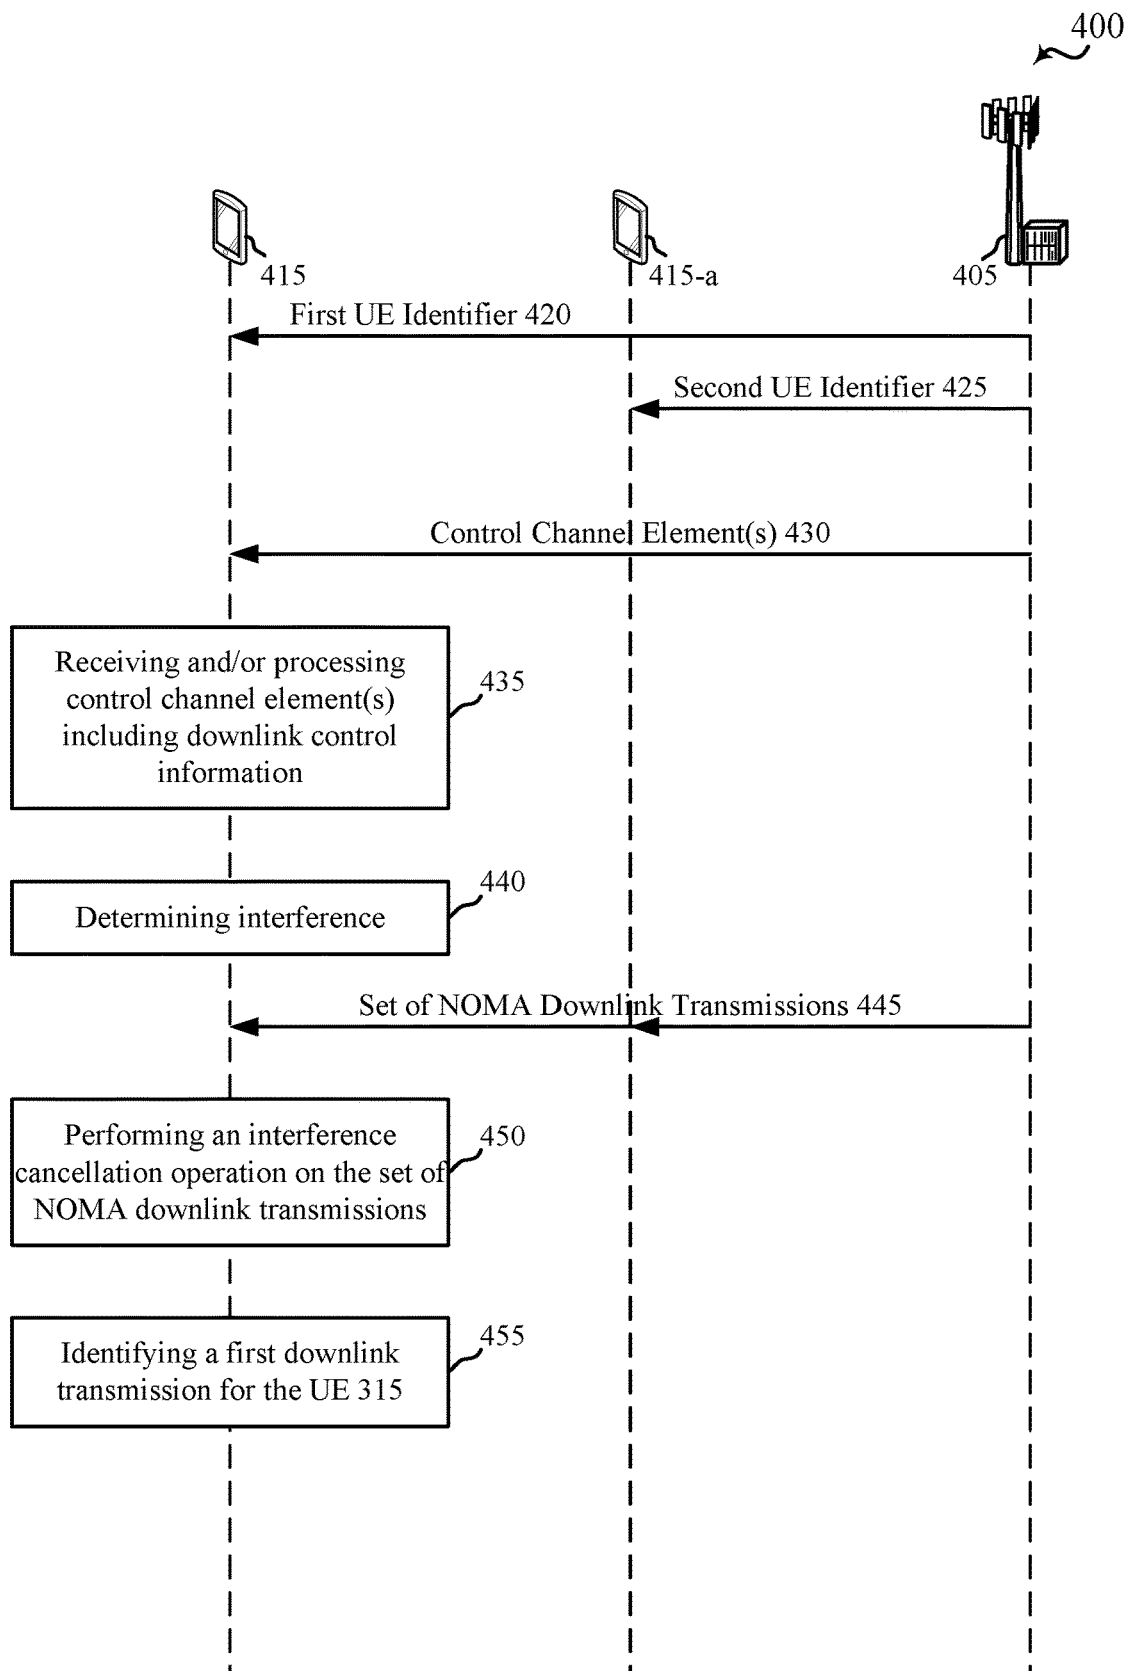 400
415
415-a
405
First UE Identifier 420
Second UE Identifier 425
Control Channel Element(s) 430
Receiving and/or processing
control channel element(s)
including downlink control
information
435
Determining interference
440
Set of NOMA Downlink Transmissions 445
Performing an interference
cancellation operation on the set of
NOMA downlink transmissions
450
Identifying a first downlink
transmission for the UE 315
455